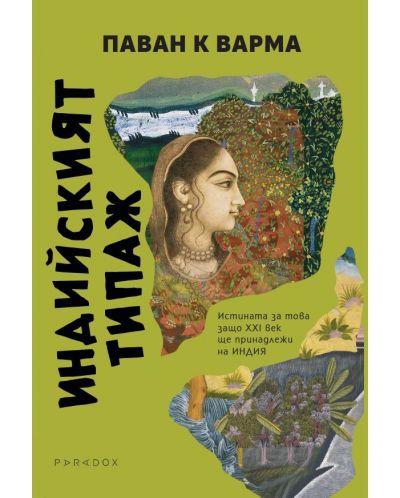 ПАВАН К ВАРМА
ИНДИЙСКИЯТ
ТИПАЖ
Истината за това
защо XXI век
ще принадлежи
на ИНДИЯ
PARADOX